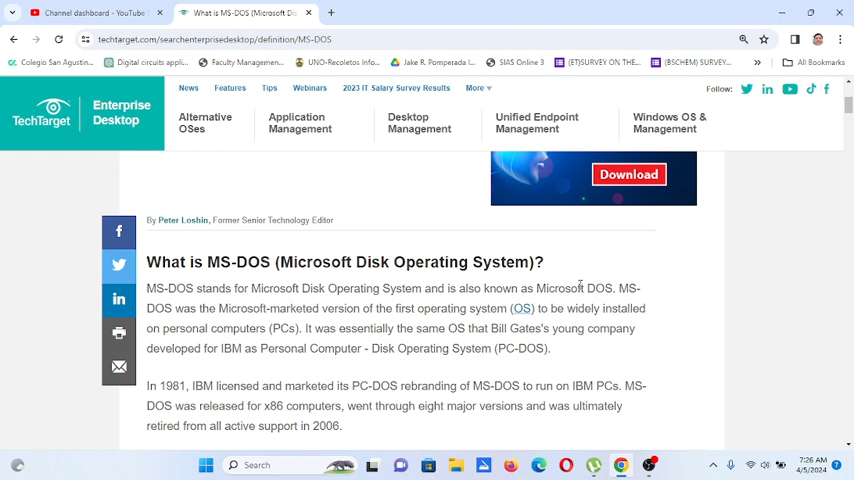 Channel dashboard - YouTube
What is MS-DOS (Microsoft Di
techtarget.com/searchenterprisedesktop/definition/MS-DOS
Colegio San Agustin...
Digital circuits applic...
Faculty Managemen...
UNO-Recoletos Info...
Jake R. Pomperada I...
SIAS Online 3
(ET)SURVEY ON THE...
(BSCHEM) SURVEY...
All Bookmarks
TechTarget
Enterprise
Desktop
News Features Tips Webinars 2023 IT Salary Survey Results More
Follow:
Alternative
OSes
Application
Management
Desktop
Management
Unified Endpoint
Management
Windows OS &
Management
Download
By Peter Loshin, Former Senior Technology Editor
What is MS-DOS (Microsoft Disk Operating System)?
MS-DOS stands for Microsoft Disk Operating System and is also known as Microsoft DOS. MS-
DOS was the Microsoft-marketed version of the first operating system (OS) to be widely installed
on personal computers (PCs). It was essentially the same OS that Bill Gates's young company
developed for IBM as Personal Computer - Disk Operating System (PC-DOS).
In 1981, IBM licensed and marketed its PC-DOS rebranding of MS-DOS to run on IBM PCs. MS-
DOS was released for x86 computers, went through eight major versions and was ultimately
retired from all active support in 2006.
Search
7:26 AM
4/5/2024